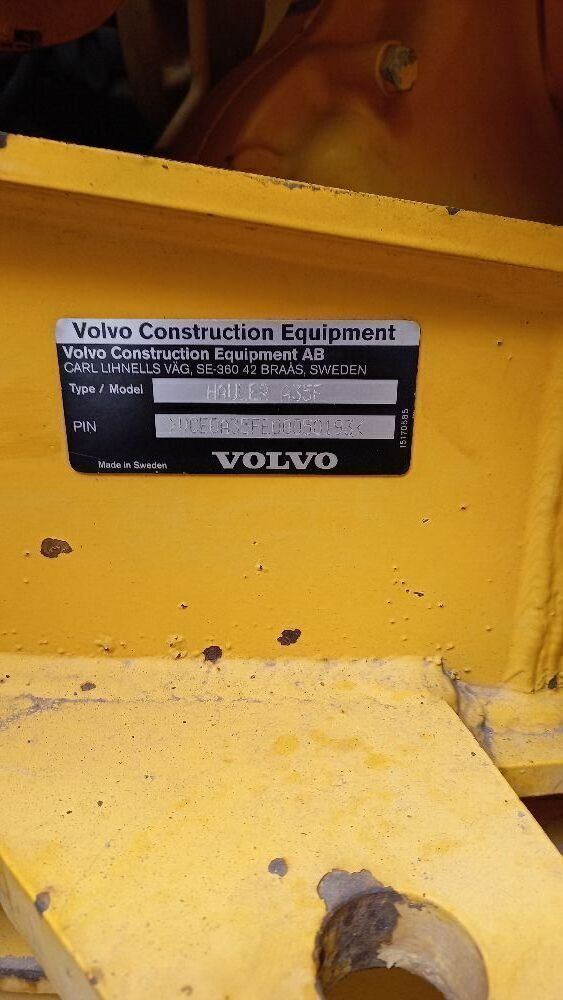 Volvo Construction Equipment
Volvo Construction Equipment AB
CARL LIHNELLS VÄG, SE-360 42 BRAÅS, SWEDEN
Type / Model HAULER A35F
PIN
15170585
Made in Sweden VOLVO